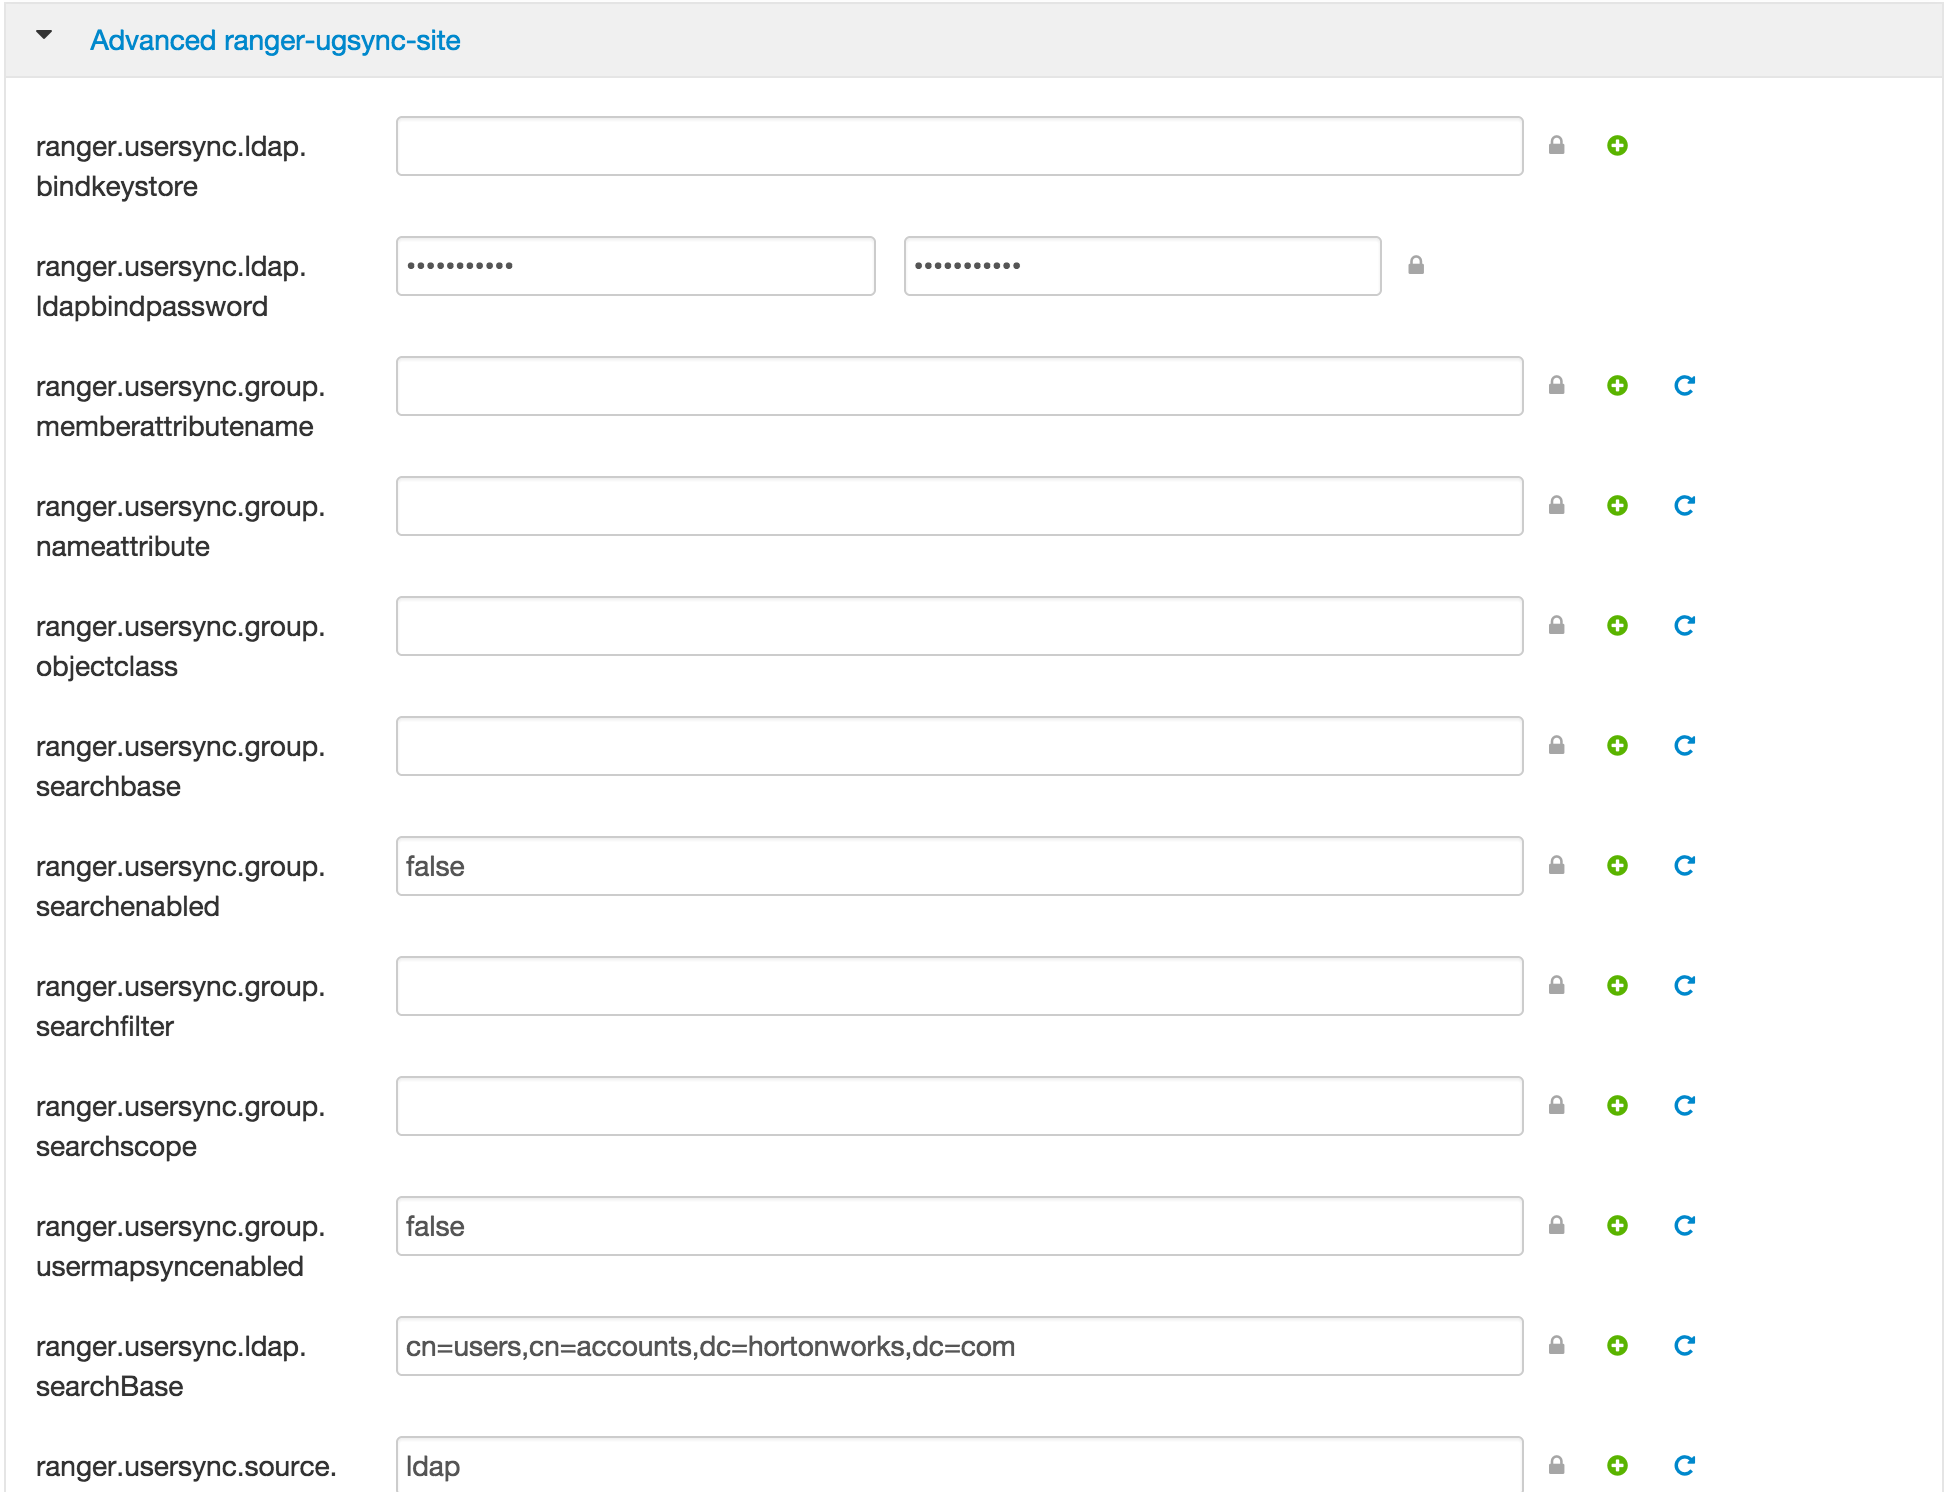 Advanced ranger-ugsync-site
ranger.usersync.ldap.
bindkeystore
ranger.usersync.ldap.
ldapbindpassword
••••••••••• •••••••••••
ranger.usersync.group.
memberattributename
ranger.usersync.group.
nameattribute
ranger.usersync.group.
objectclass
ranger.usersync.group.
searchbase
ranger.usersync.group.
searchenabled
false
ranger.usersync.group.
searchfilter
ranger.usersync.group.
searchscope
ranger.usersync.group.
usermapsyncenabled
false
ranger.usersync.ldap.
searchBase
cn=users,cn=accounts,dc=hortonworks,dc=com
ranger.usersync.source.
ldap